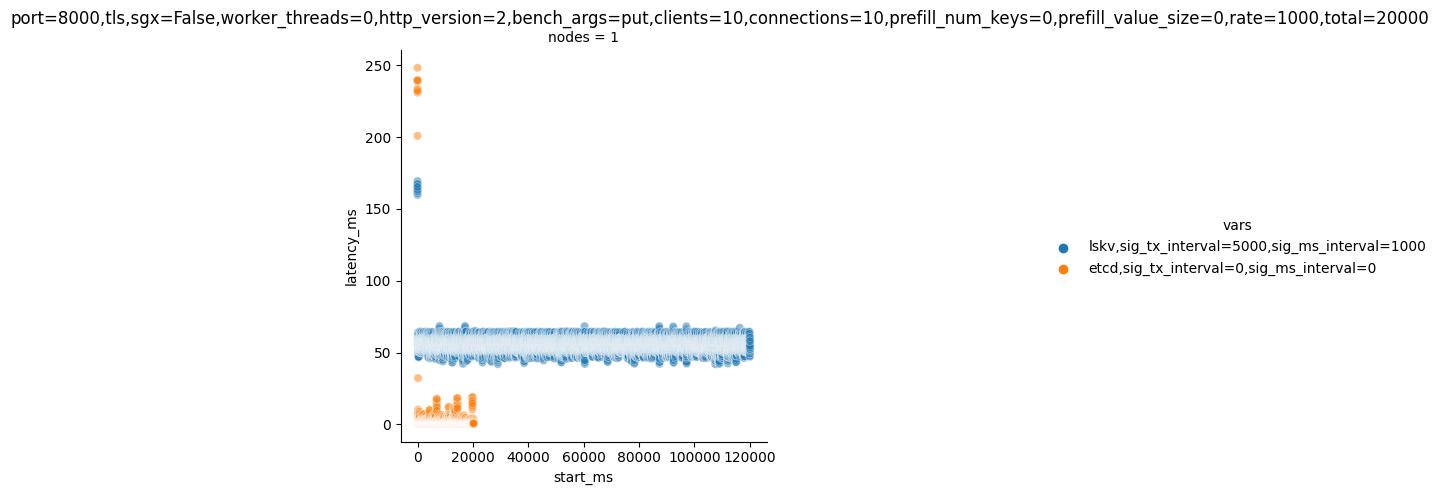 port=8000,tls,sgx=False,worker_threads=0,http_version=2,bench_args=put,clients=10,connections=10,prefill_num_keys=0,prefill_value_size=0,rate=1000,total=20000
nodes = 1
250
200
150
100
50
0
latency_ms
0 20000 40000 60000 80000 100000 120000
start_ms
vars
lskv,sig_tx_interval=5000,sig_ms_interval=1000
etcd,sig_tx_interval=0,sig_ms_interval=0